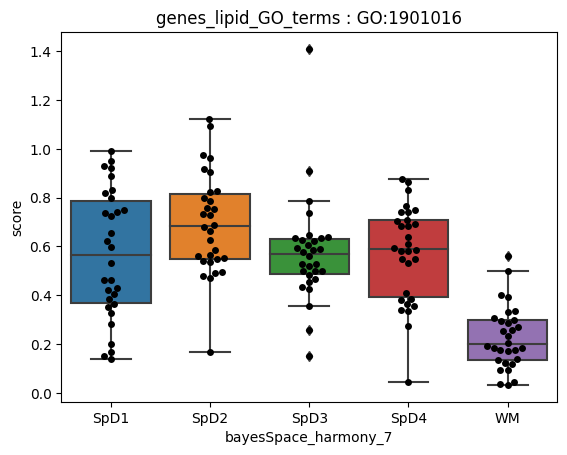 genes_lipid_GO_terms : GO:1901016
1.4
1.2
1.0
0.8
0.6
0.4
0.2
0.0
score
SpD1 SpD2 SpD3 SpD4 WM
bayesSpace_harmony_7